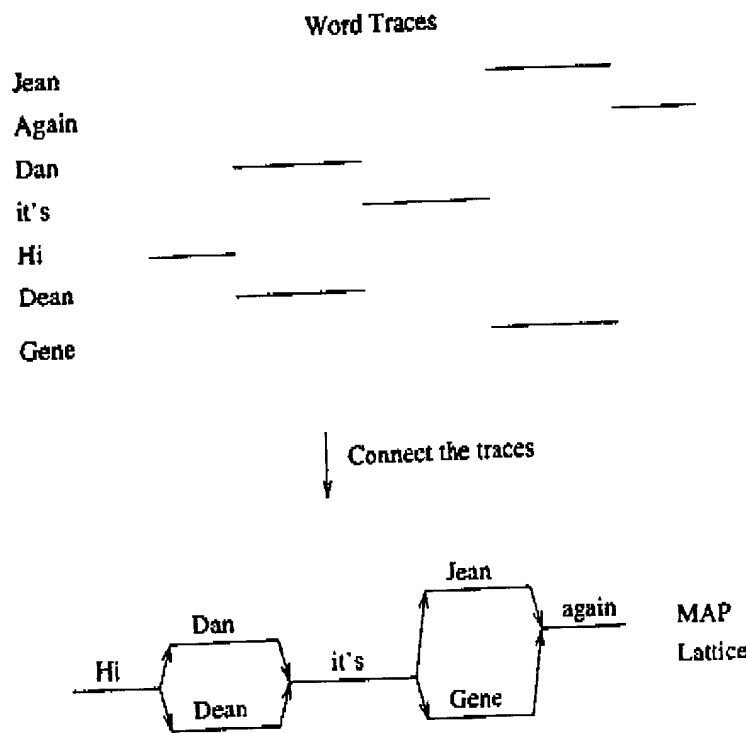 Word Traces
Jean
Again
Dan
it's
Hi
Dean
Gene
Connect the traces
Jean
again
MAP
Dan
it's
Lattice
Hi
Dean
Gene